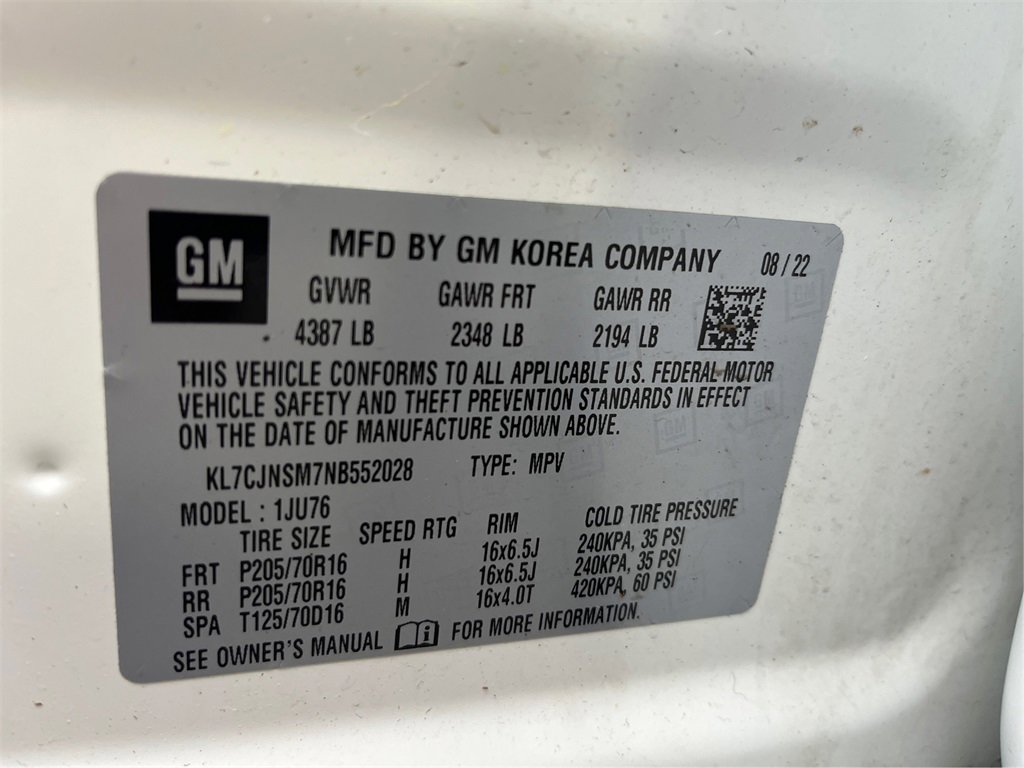 GM
MFD BY GM KOREA COMPANY 08 / 22
GVWR GAWR FRT GAWR RR
4387 LB 2348 LB 2194 LB
THIS VEHICLE CONFORMS TO ALL APPLICABLE U.S. FEDERAL MOTOR
VEHICLE SAFETY AND THEFT PREVENTION STANDARDS IN EFFECT
ON THE DATE OF MANUFACTURE SHOWN ABOVE.
KL7CJNSM7NB552028 TYPE: MPV
MODEL : 1JU76
TIRE SIZE SPEED RTG RIM COLD TIRE PRESSURE
FRT P205/70R16 H 16x6.5J 240KPA, 35 PSI
RR P205/70R16 H 16x6.5J 240KPA, 35 PSI
SPA T125/70D16 M 16x4.0T 420KPA, 60 PSI
SEE OWNER'S MANUAL FOR MORE INFORMATION.